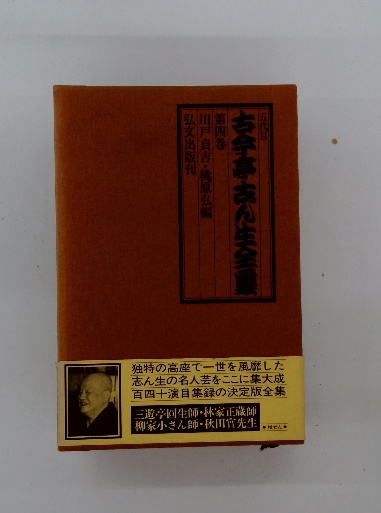 五代目
古今亭志ん生全集
第四巻
川戸貞吉・桃原弘編
弘文出版刊
独特の高座で一世を風靡した
志ん生の名人芸をここに集大成
百四十演目集録の決定版全集
三遊亭圓生師・林家正蔵師
柳家小さん師・秋田實先生
●推せん●